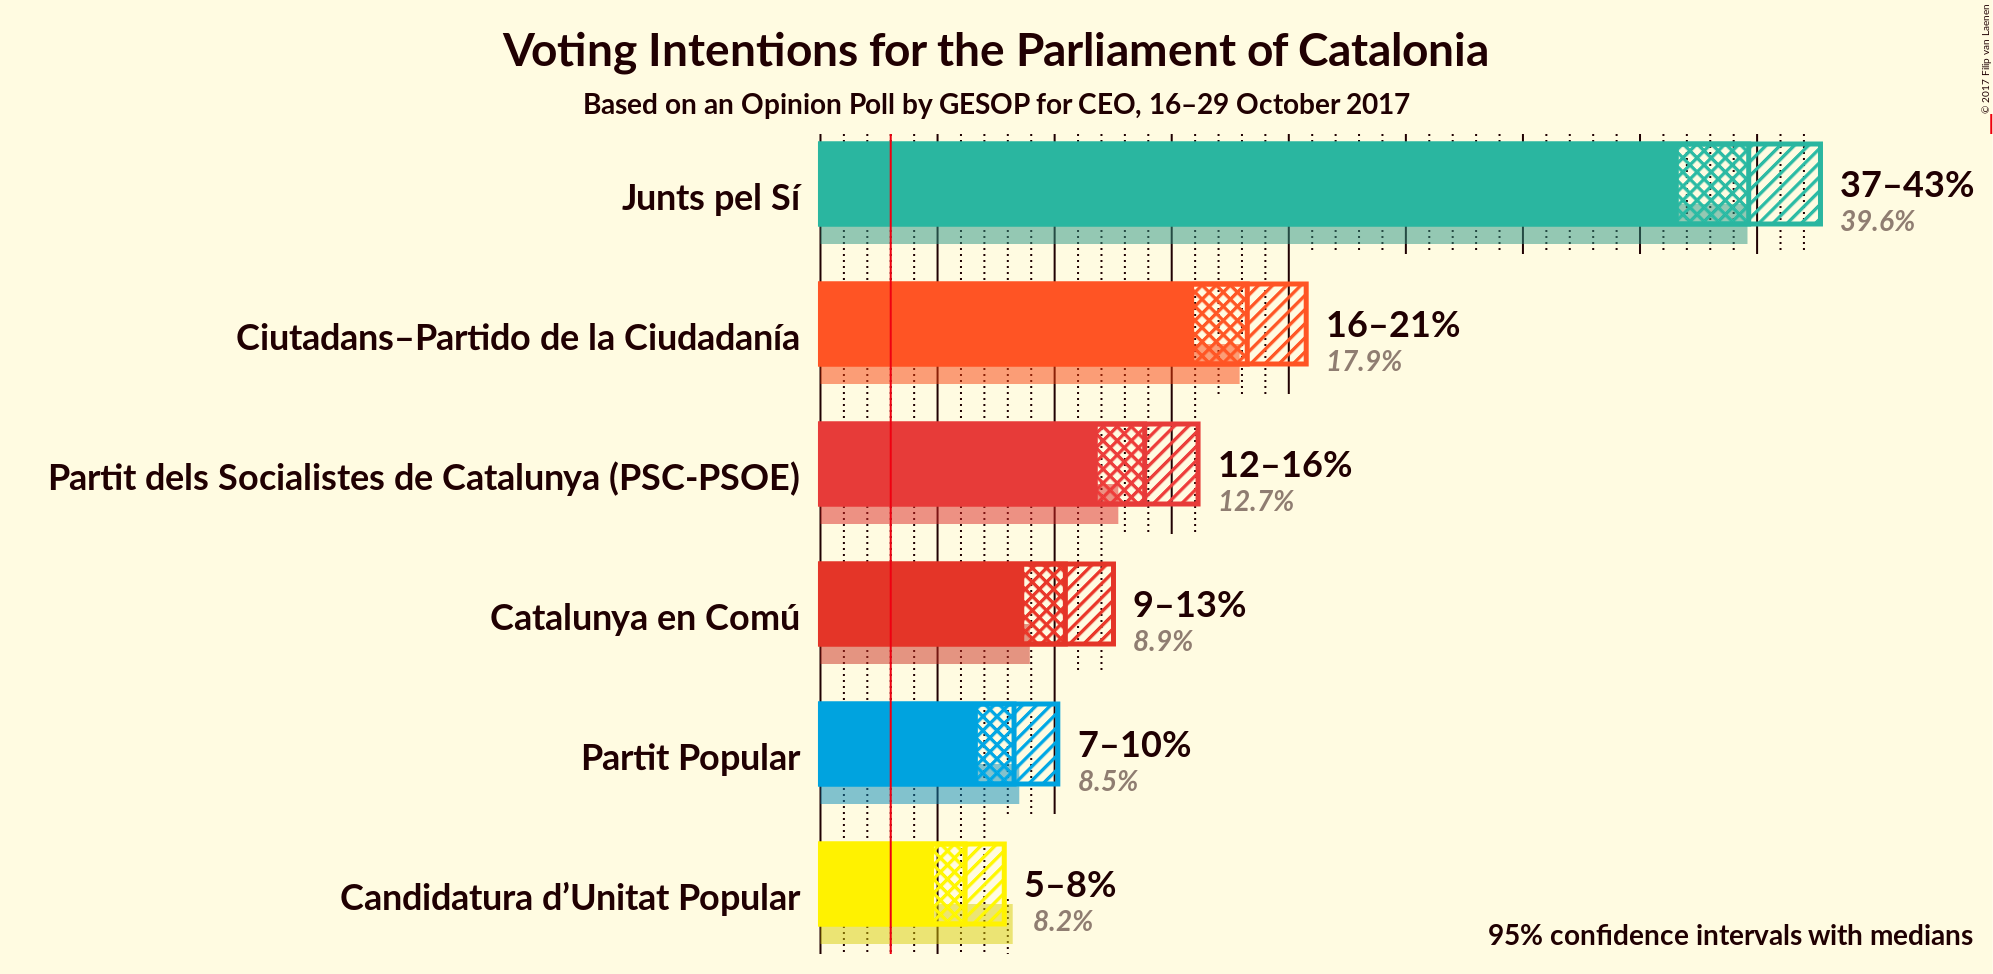 Voting Intentions for the Parliament of Catalonia
Based on an Opinion Poll by GESOP for CEO, 16–29 October 2017
© 2017 Filip van Laenen
Junts pel Sí
37–43%
39.6%
Ciutadans–Partido de la Ciudadanía
16–21%
17.9%
Partit dels Socialistes de Catalunya (PSC-PSOE)
12–16%
12.7%
Catalunya en Comú
9–13%
8.9%
Partit Popular
7–10%
8.5%
Candidatura d’Unitat Popular
5–8%
8.2%
95% confidence intervals with medians